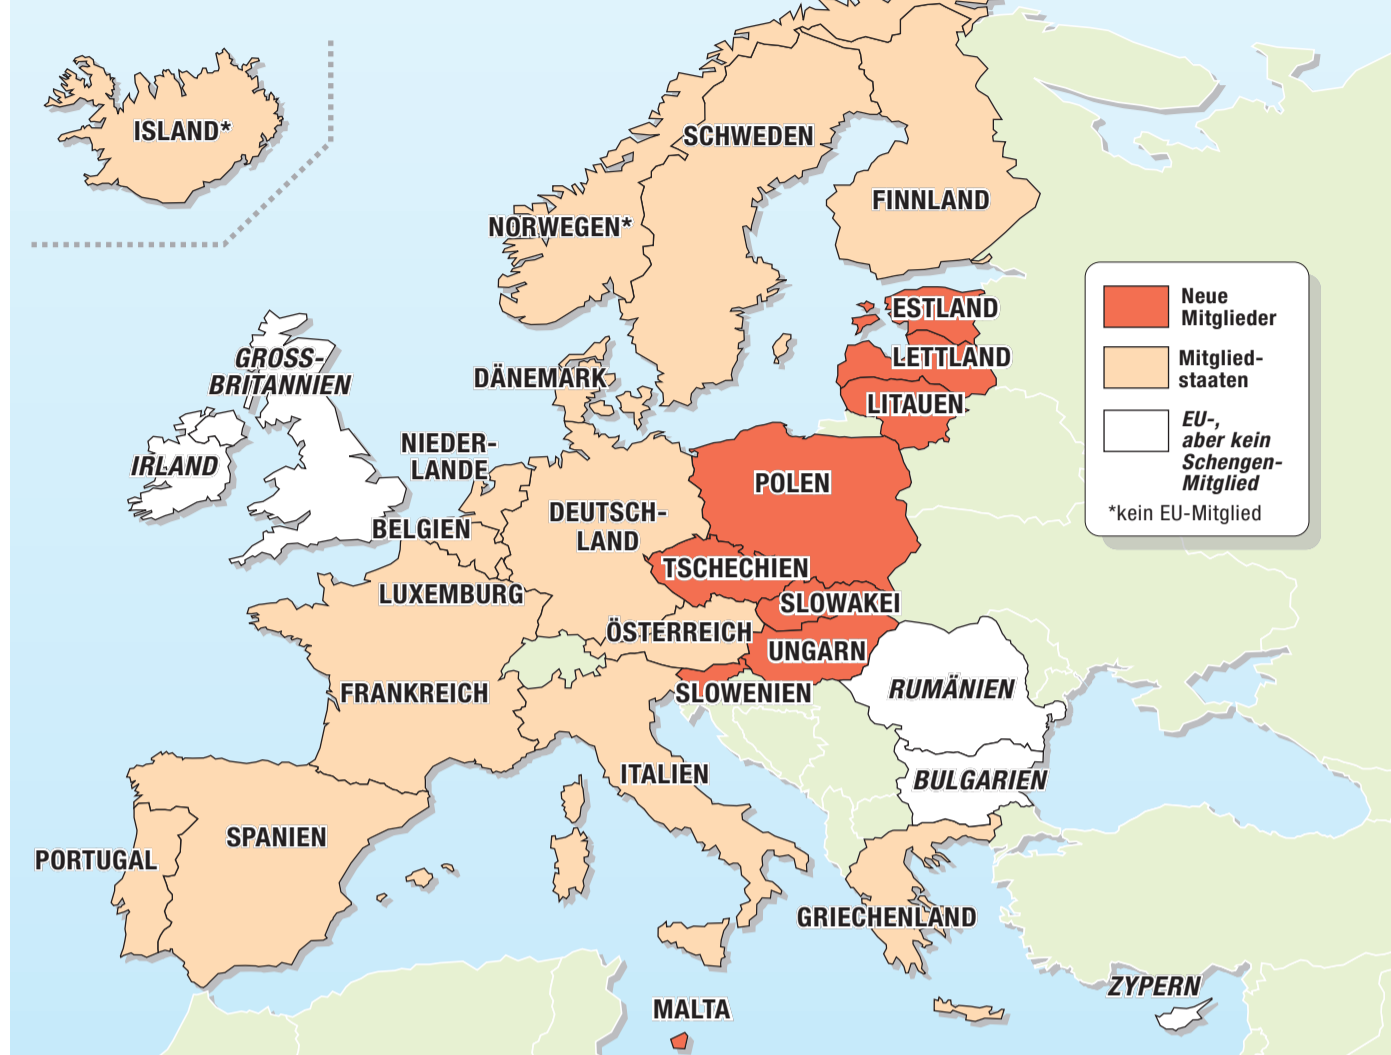 ISLAND*
SCHWEDEN
FINNLAND
NORWEGEN*
ESTLAND
LETTLAND
LITAUEN
GROSS-
BRITANNIEN
DÄNEMARK
IRLAND
NIEDER-
LANDE
POLEN
BELGIEN
DEUTSCH-
LAND
TSCHECHIEN
LUXEMBURG
SLOWAKEI
ÖSTERREICH
UNGARN
FRANKREICH
SLOWENIEN
RUMÄNIEN
ITALIEN
BULGARIEN
SPANIEN
PORTUGAL
GRIECHENLAND
MALTA
ZYPERN
Neue
Mitglieder
Mitglied-
staaten
EU-,
aber kein
Schengen-
Mitglied
*kein EU-Mitglied